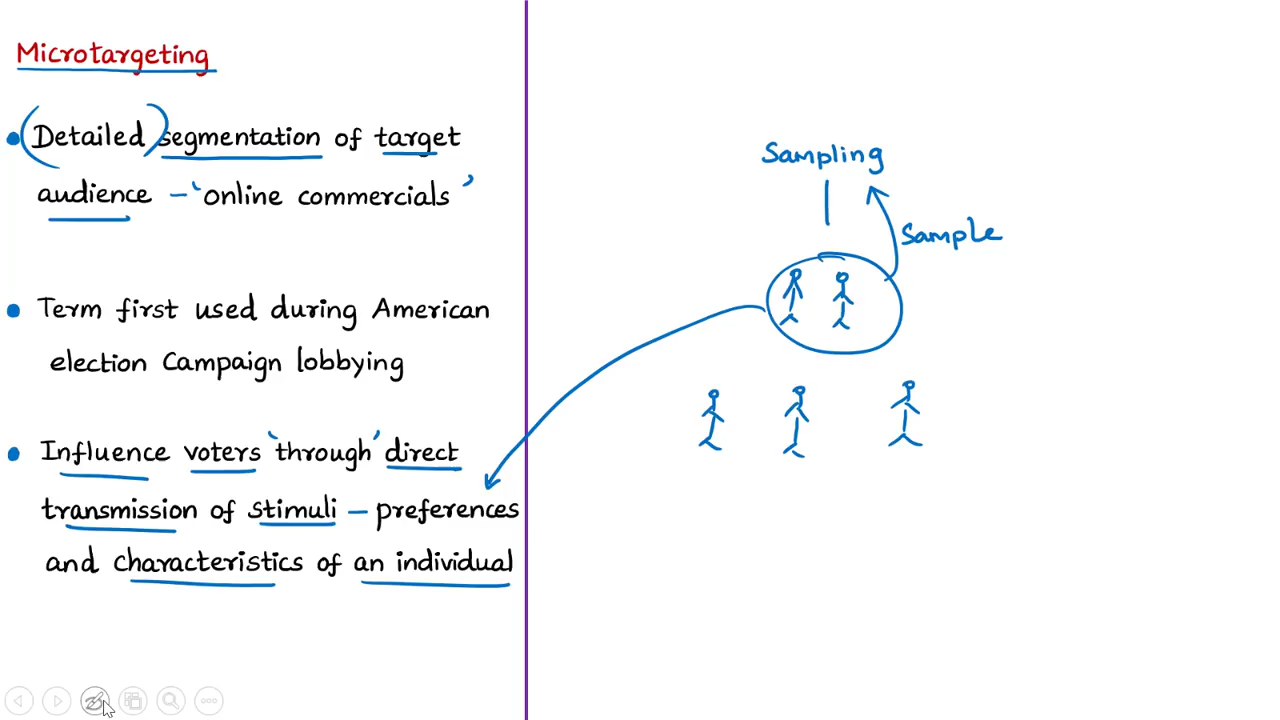 Microtargeting
• (Detailed) segmentation of target
audience – 'online commercials'
• Term first used during American
election Campaign lobbying
• Influence voters 'through' direct
transmission of stimuli – preferences
and characteristics of an individual
Sampling
Sample